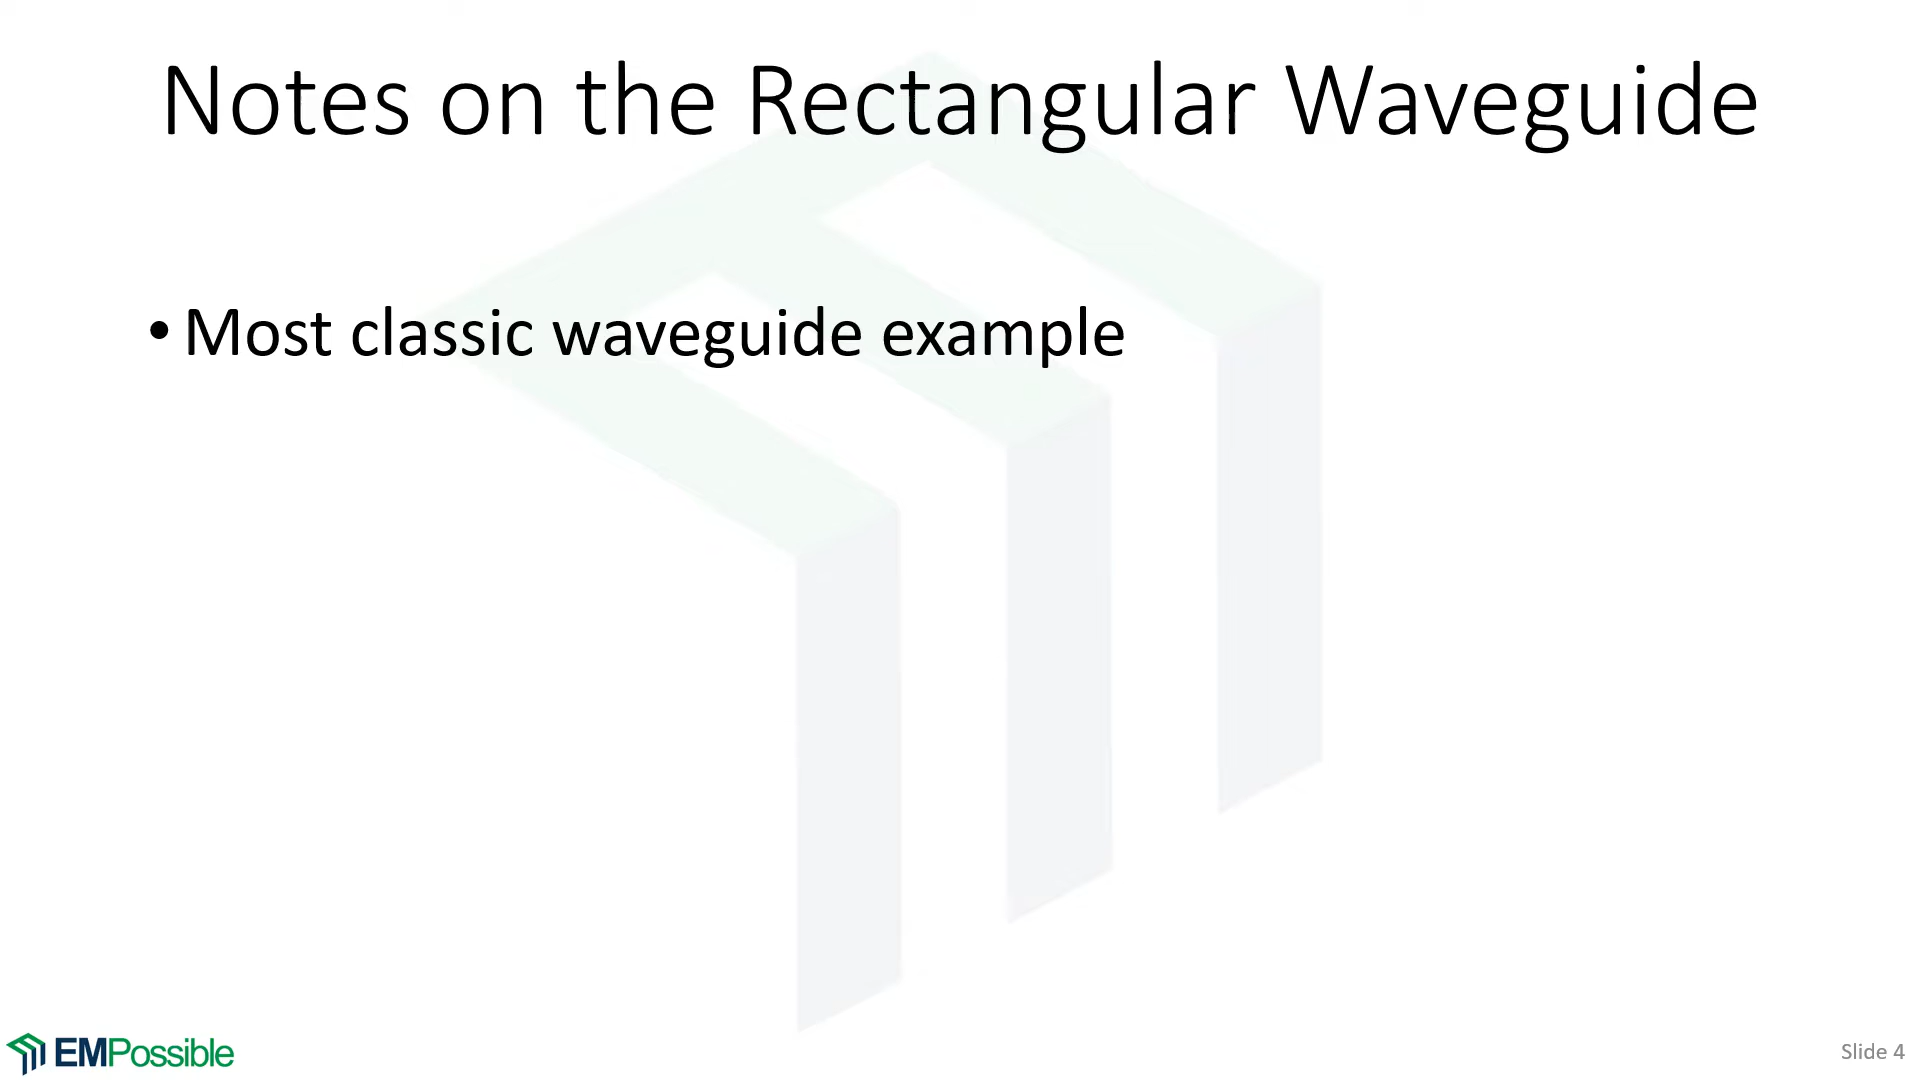 Notes on the Rectangular Waveguide
• Most classic waveguide example
EMPossible
Slide 4